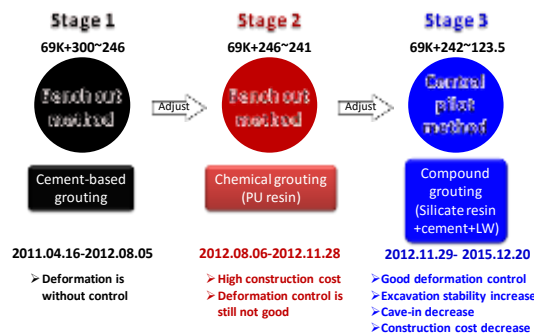 Stage 1
69K+300~246
Bench cut
method
Cement-based
grouting
2011.04.16-2012.08.05
➢ Deformation is
without control
Adjust
Stage 2
69K+246~241
Bench cut
method
Chemical grouting
(PU resin)
2012.08.06-2012.11.28
➢ High construction cost
➢ Deformation control is
still not good
Adjust
Stage 3
69K+242~123.5
Central
pilot
method
Compound
grouting
(Silicate resin
+cement+LW)
2012.11.29- 2015.12.20
➢ Good deformation control
➢ Excavation stability increase
➢ Cave-in decrease
➢ Construction cost decrease